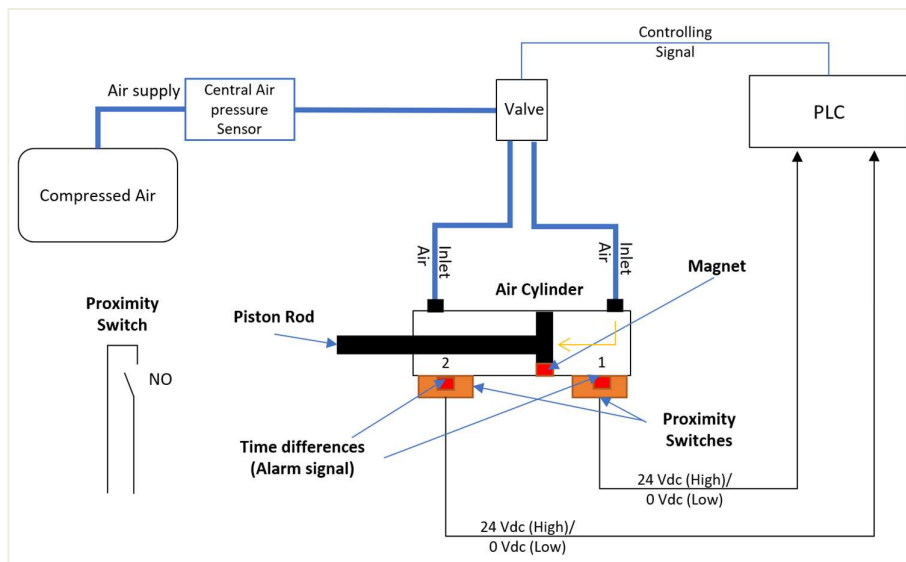 Controlling
Signal
Air supply
Central Air
pressure
Sensor
Valve
PLC
Compressed Air
Air
Inlet
Air
Inlet
Magnet
Air Cylinder
Proximity
Switch
Piston Rod
NO
2
1
Time differences
(Alarm signal)
Proximity
Switches
24 Vdc (High)/
0 Vdc (Low)
24 Vdc (High)/
0 Vdc (Low)